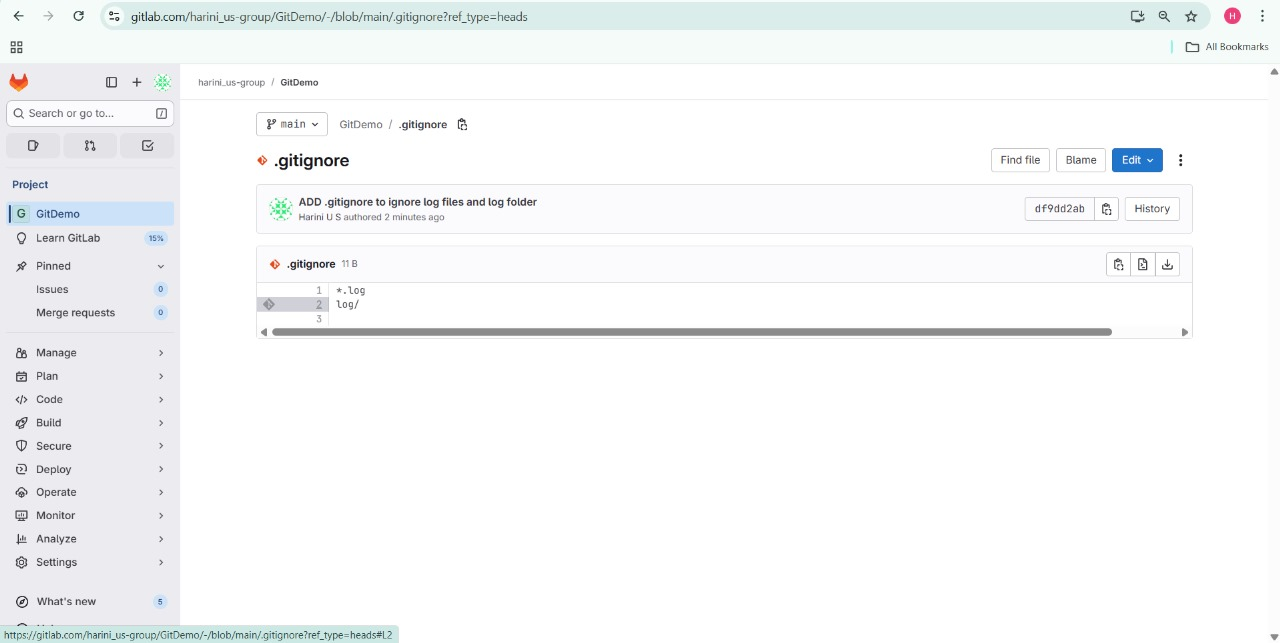 gitlab.com/harini_us-group/GitDemo/-/blob/main/.gitignore?ref_type=heads
H
All Bookmarks
harini_us-group / GitDemo
Search or go to... /
main GitDemo / .gitignore
.gitignore
Find file Blame Edit
Project
ADD .gitignore to ignore log files and log folder
Harini U S authored 2 minutes ago
df9dd2ab History
G GitDemo
Learn GitLab 15%
Pinned
Issues 0
Merge requests 0
.gitignore 11 B
1 *.log
2 log/
3
Manage
Plan
Code
Build
Secure
Deploy
Operate
Monitor
Analyze
Settings
What's new 5
https://gitlab.com/harini_us-group/GitDemo/-/blob/main/.gitignore?ref_type=heads#L2